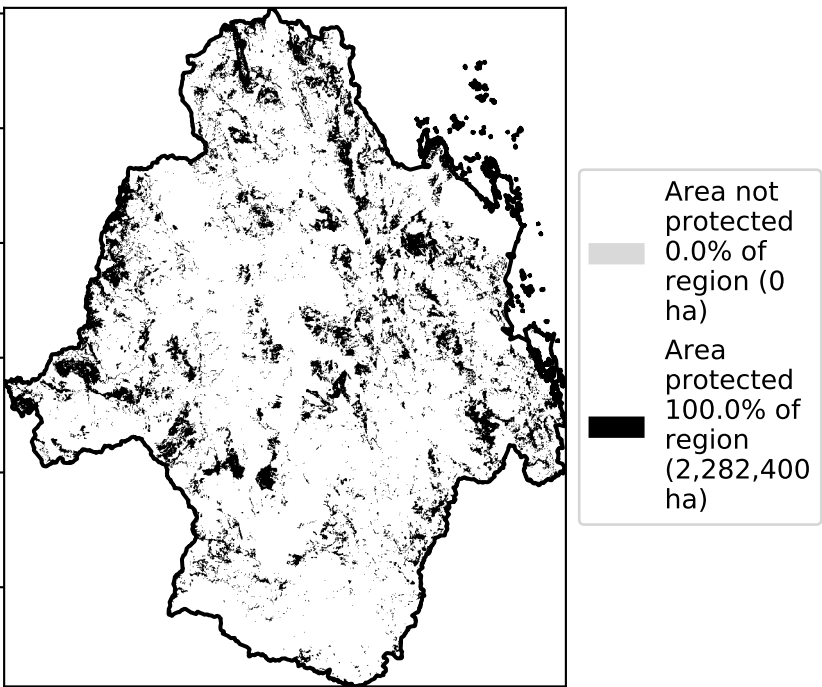 Area not
protected
0.0% of
region (0
ha)
Area
protected
100.0% of
region
(2,282,400
ha)